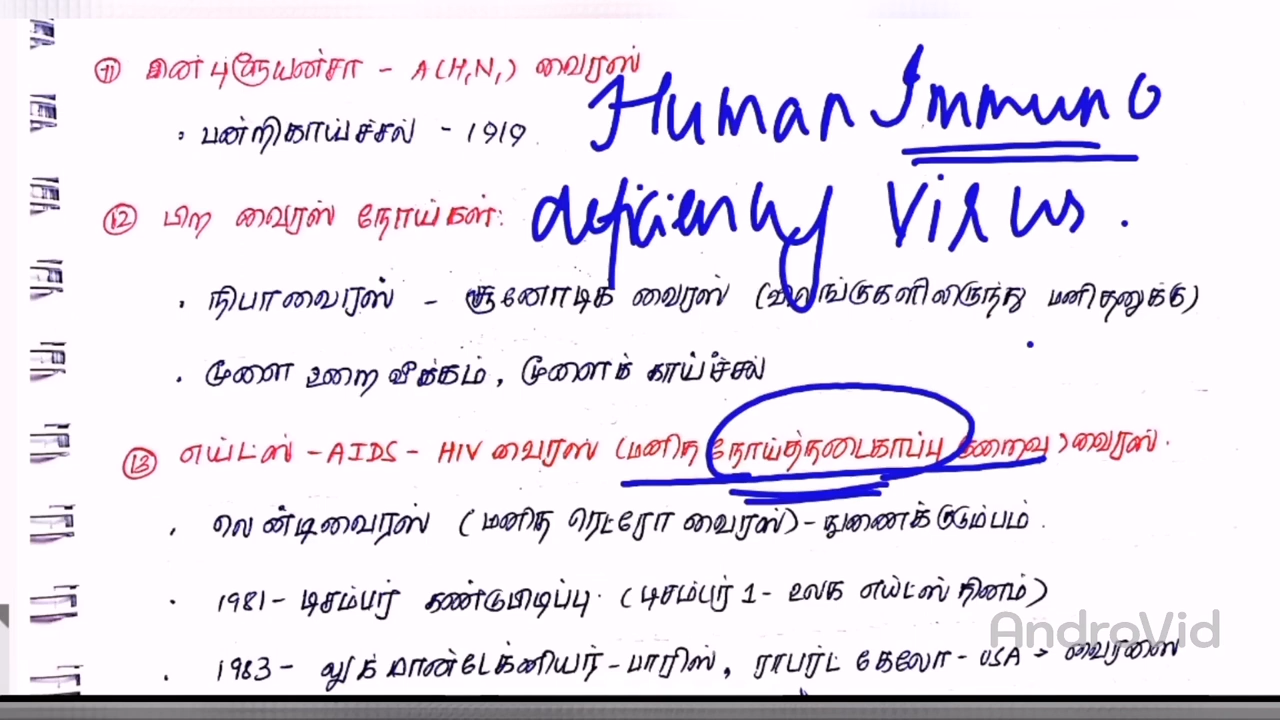 11 இன்புளூயன்சா - A(H,N,) வைரஸ்
Human Immuno
• பன்றிகாய்ச்சல் - 1919
deficiency Virus.
12 பிற வைரஸ் நோய்கள்:
• நிபாவைரஸ் - சூனோடிக் வைரஸ் (விலங்குகளிலிருந்து மனிதனுக்கு)
• மூளை உறை வீக்கம், மூளைக் காய்ச்சல்
13 எய்ட்ஸ் - AIDS - HIV வைரஸ் (மனித நோய்த்தடைகாப்பு குறைவு) வைரஸ்.
• லென்டிவைரஸ் (மனித ரெட்ரோ வைரஸ்) - துணைக்குடும்பம்.
• 1981 - டிசம்பர் கண்டுபிடிப்பு. (டிசம்பர் 1 - உலக எய்ட்ஸ் தினம்)
AndroVid
• 1983 - லுக் மான்டேக்னியர் - பாரிஸ், ராபர்ட் கேலோ - USA > வைரஸை